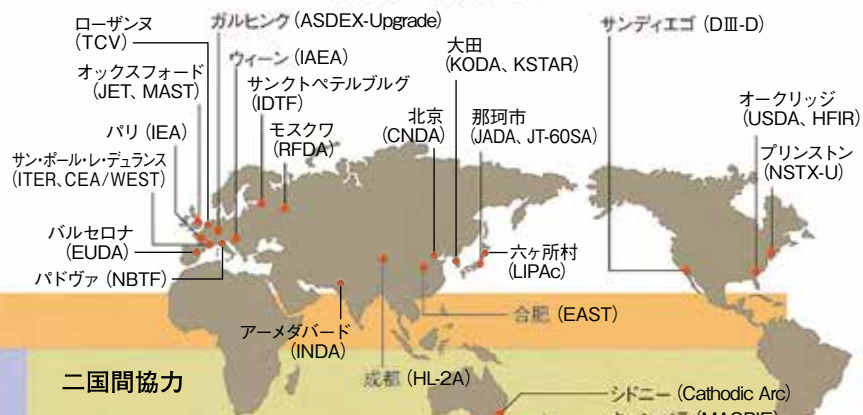 ローザンヌ
(TCV)
ガルヒンク(ASDEX-Upgrade)
ウィーン(IAEA)
オックスフォード
(JET、MAST)
サンクトペテルブルグ
(IDTF)
大田
(KODA、KSTAR)
サンディエゴ(DⅢ-D)
パリ(IEA)
モスクワ
(RFDA)
北京
(CNDA)
那珂市
(JADA、JT-60SA)
オークリッジ
(USDA、HFIR)
サン・ポール・レ・デュランス
(ITER、CEA/WEST)
プリンストン
(NSTX-U)
バルセロナ
(EUDA)
パドヴァ(NBTF)
六ヶ所村
(LIPAc)
アーメダバード
(INDA)
合肥(EAST)
成都(HL-2A)
二国間協力
シドニー(Cathodic Arc)